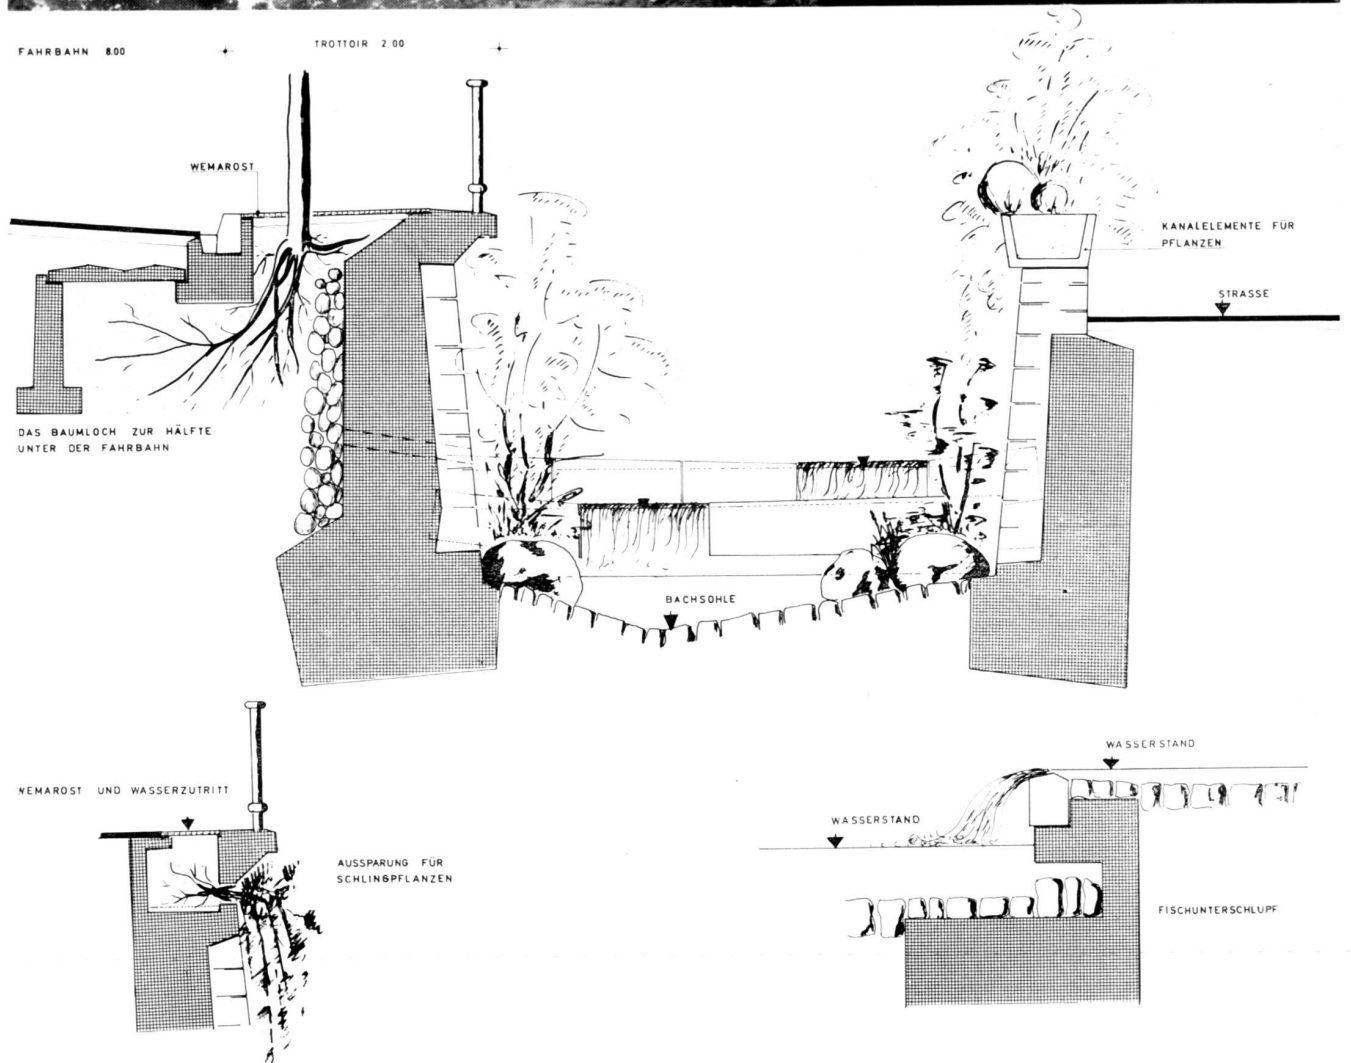 FAHRBAHN 8.00
TROTTOIR 2.00
WEMAROST
KANALELEMENTE FÜR
PFLANZEN
STRASSE
DAS BAUMLOCH ZUR HÄLFTE
UNTER DER FAHRBAHN
BACHSOHLE
WEMAROST UND WASSERZUTRITT
AUSSPARUNG FÜR
SCHLINGPFLANZEN
WASSERSTAND
WASSERSTAND
FISCHUNTERSCHLUPF